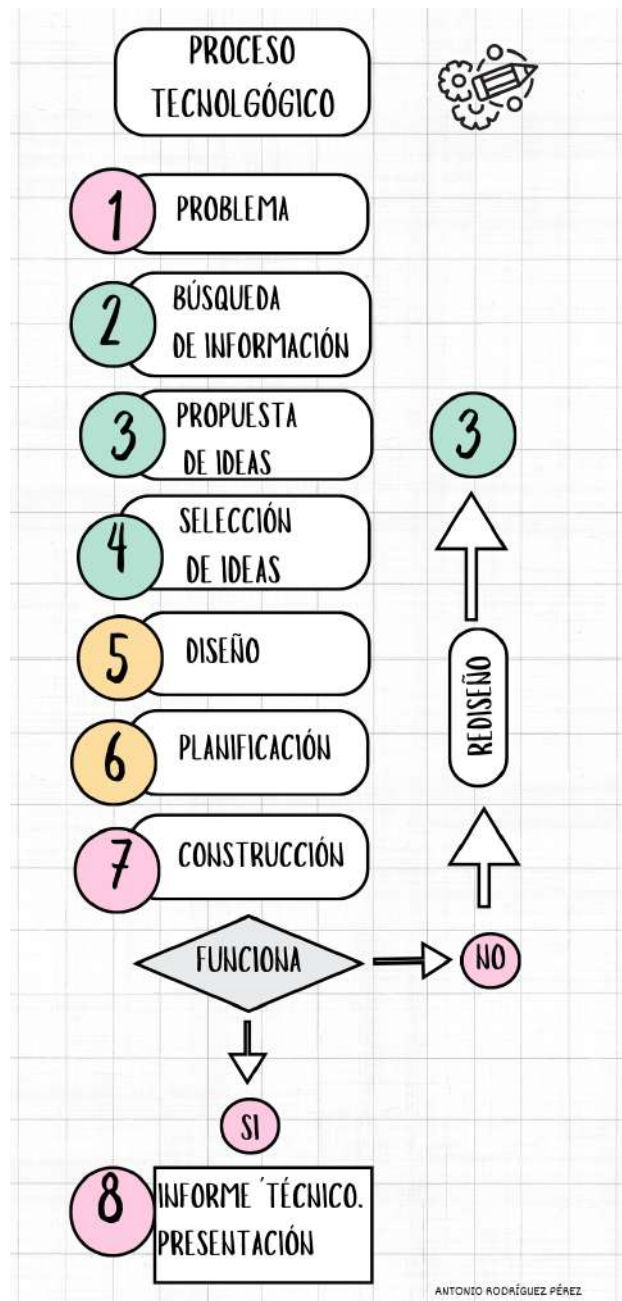 PROCESO
TECNOLGÓGICO
1 PROBLEMA
2 BÚSQUEDA
DE INFORMACIÓN
3 PROPUESTA
DE IDEAS
3
4 SELECCIÓN
DE IDEAS
5 DISEÑO
REDISEÑO
6 PLANIFICACIÓN
7 CONSTRUCCIÓN
FUNCIONA
NO
SI
8 INFORME ´TÉCNICO.
PRESENTACIÓN
ANTONIO RODRÍGUEZ PÉREZ